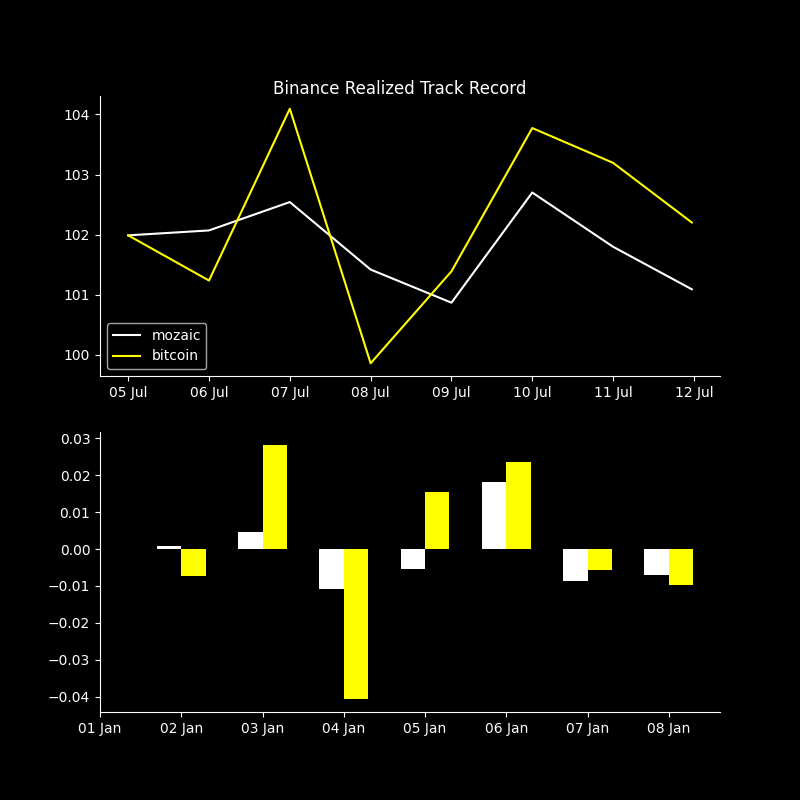 Binance Realized Track Record
104
103
102
101
100
mozaic
bitcoin
05 Jul 06 Jul 07 Jul 08 Jul 09 Jul 10 Jul 11 Jul 12 Jul
0.03
0.02
0.01
0.00
−0.01
−0.02
−0.03
−0.04
01 Jan 02 Jan 03 Jan 04 Jan 05 Jan 06 Jan 07 Jan 08 Jan